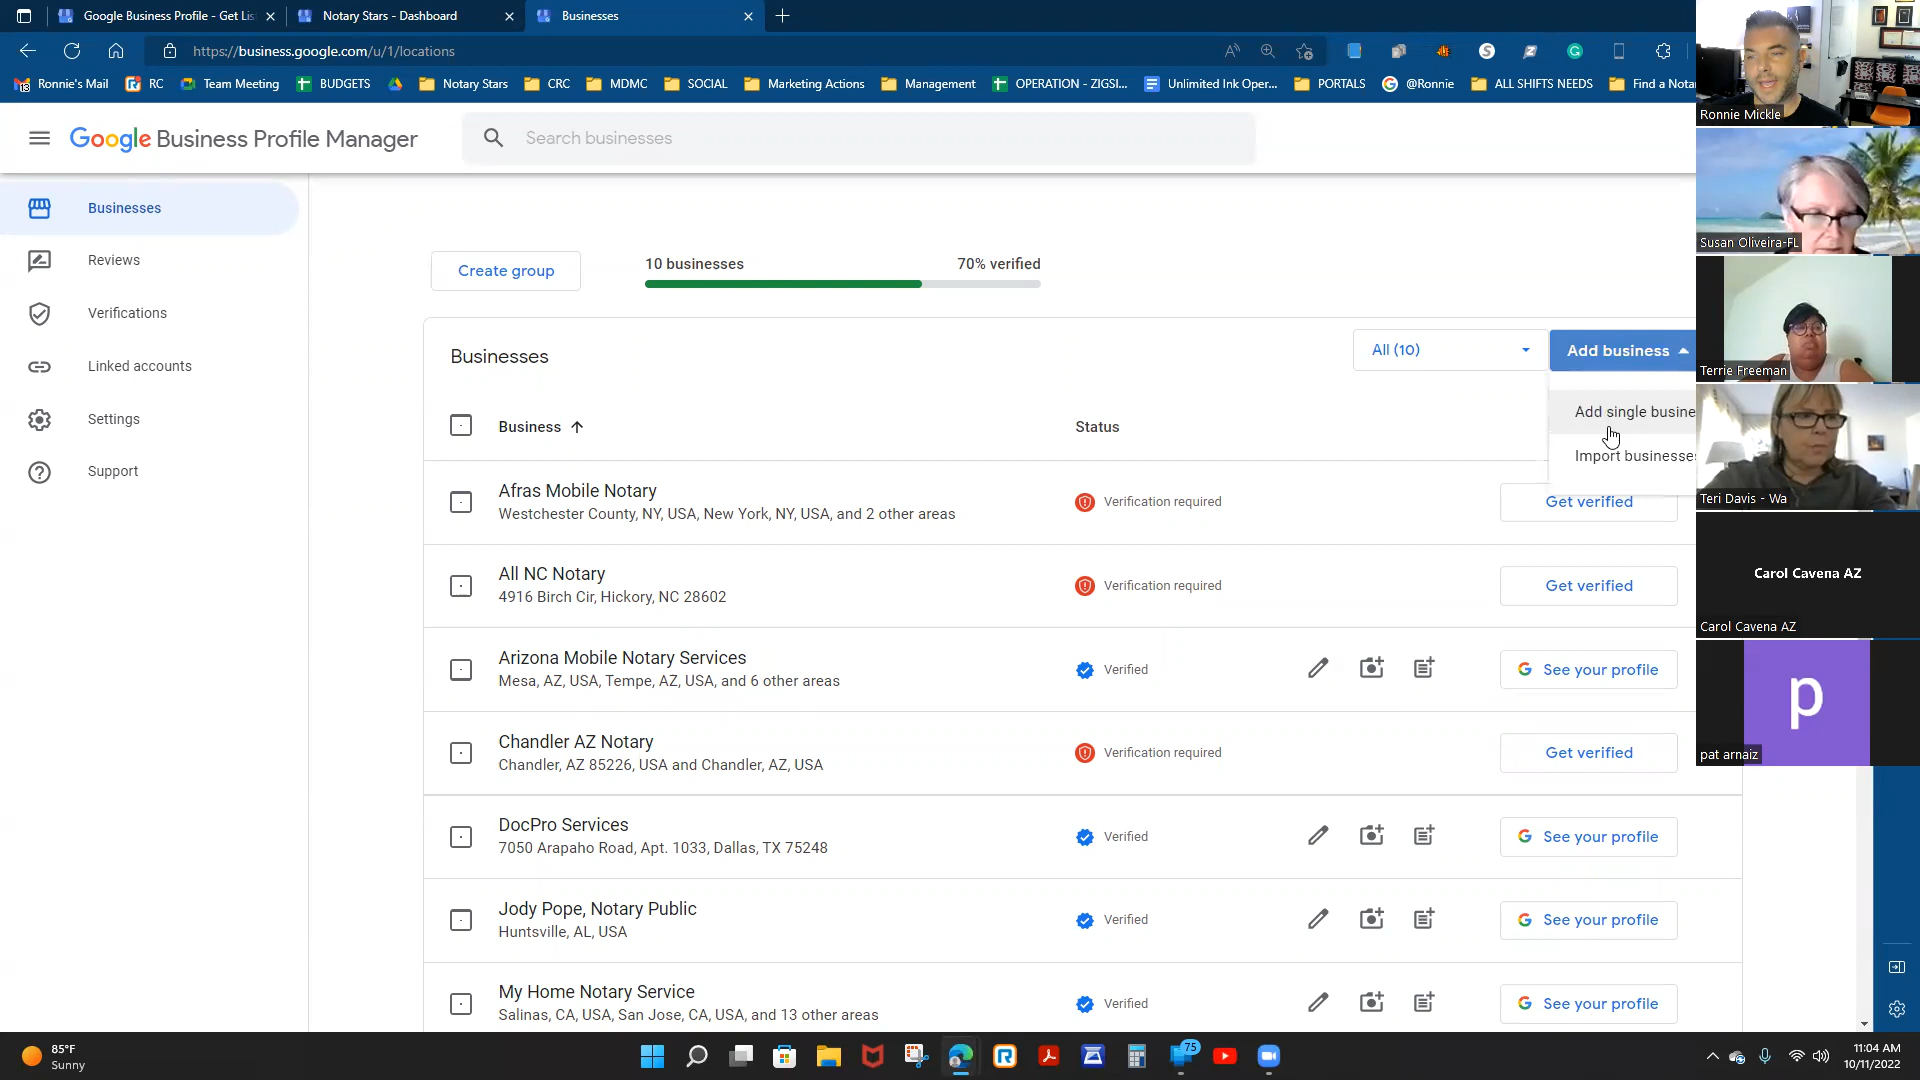 Google Business Profile - Get Lis
Notary Stars - Dashboard
Businesses
https://business.google.com/u/1/locations
Ronnie's Mail
RC
Team Meeting
BUDGETS
Notary Stars
CRC
MDMC
SOCIAL
Marketing Actions
Management
OPERATION - ZIGSI...
Unlimited Ink Oper...
PORTALS
@Ronnie
ALL SHIFTS NEEDS
Find a Nota
Google Business Profile Manager
Search businesses
Businesses
Reviews
Verifications
Linked accounts
Settings
Support
Create group
10 businesses
70% verified
Businesses
All (10)
Add business
Add single busine
Import businesses
Business
Status
Afras Mobile Notary
Westchester County, NY, USA, New York, NY, USA, and 2 other areas
Verification required
Get verified
All NC Notary
4916 Birch Cir, Hickory, NC 28602
Verification required
Get verified
Arizona Mobile Notary Services
Mesa, AZ, USA, Tempe, AZ, USA, and 6 other areas
Verified
See your profile
Chandler AZ Notary
Chandler, AZ 85226, USA and Chandler, AZ, USA
Verification required
Get verified
DocPro Services
7050 Arapaho Road, Apt. 1033, Dallas, TX 75248
Verified
See your profile
Jody Pope, Notary Public
Huntsville, AL, USA
Verified
See your profile
My Home Notary Service
Salinas, CA, USA, San Jose, CA, USA, and 13 other areas
Verified
See your profile
Ronnie Mickle
Susan Oliveira-FL
Terrie Freeman
Teri Davis - Wa
Carol Cavena AZ
Carol Cavena AZ
p
pat arnaiz
85°F
Sunny
75
11:04 AM
10/11/2022